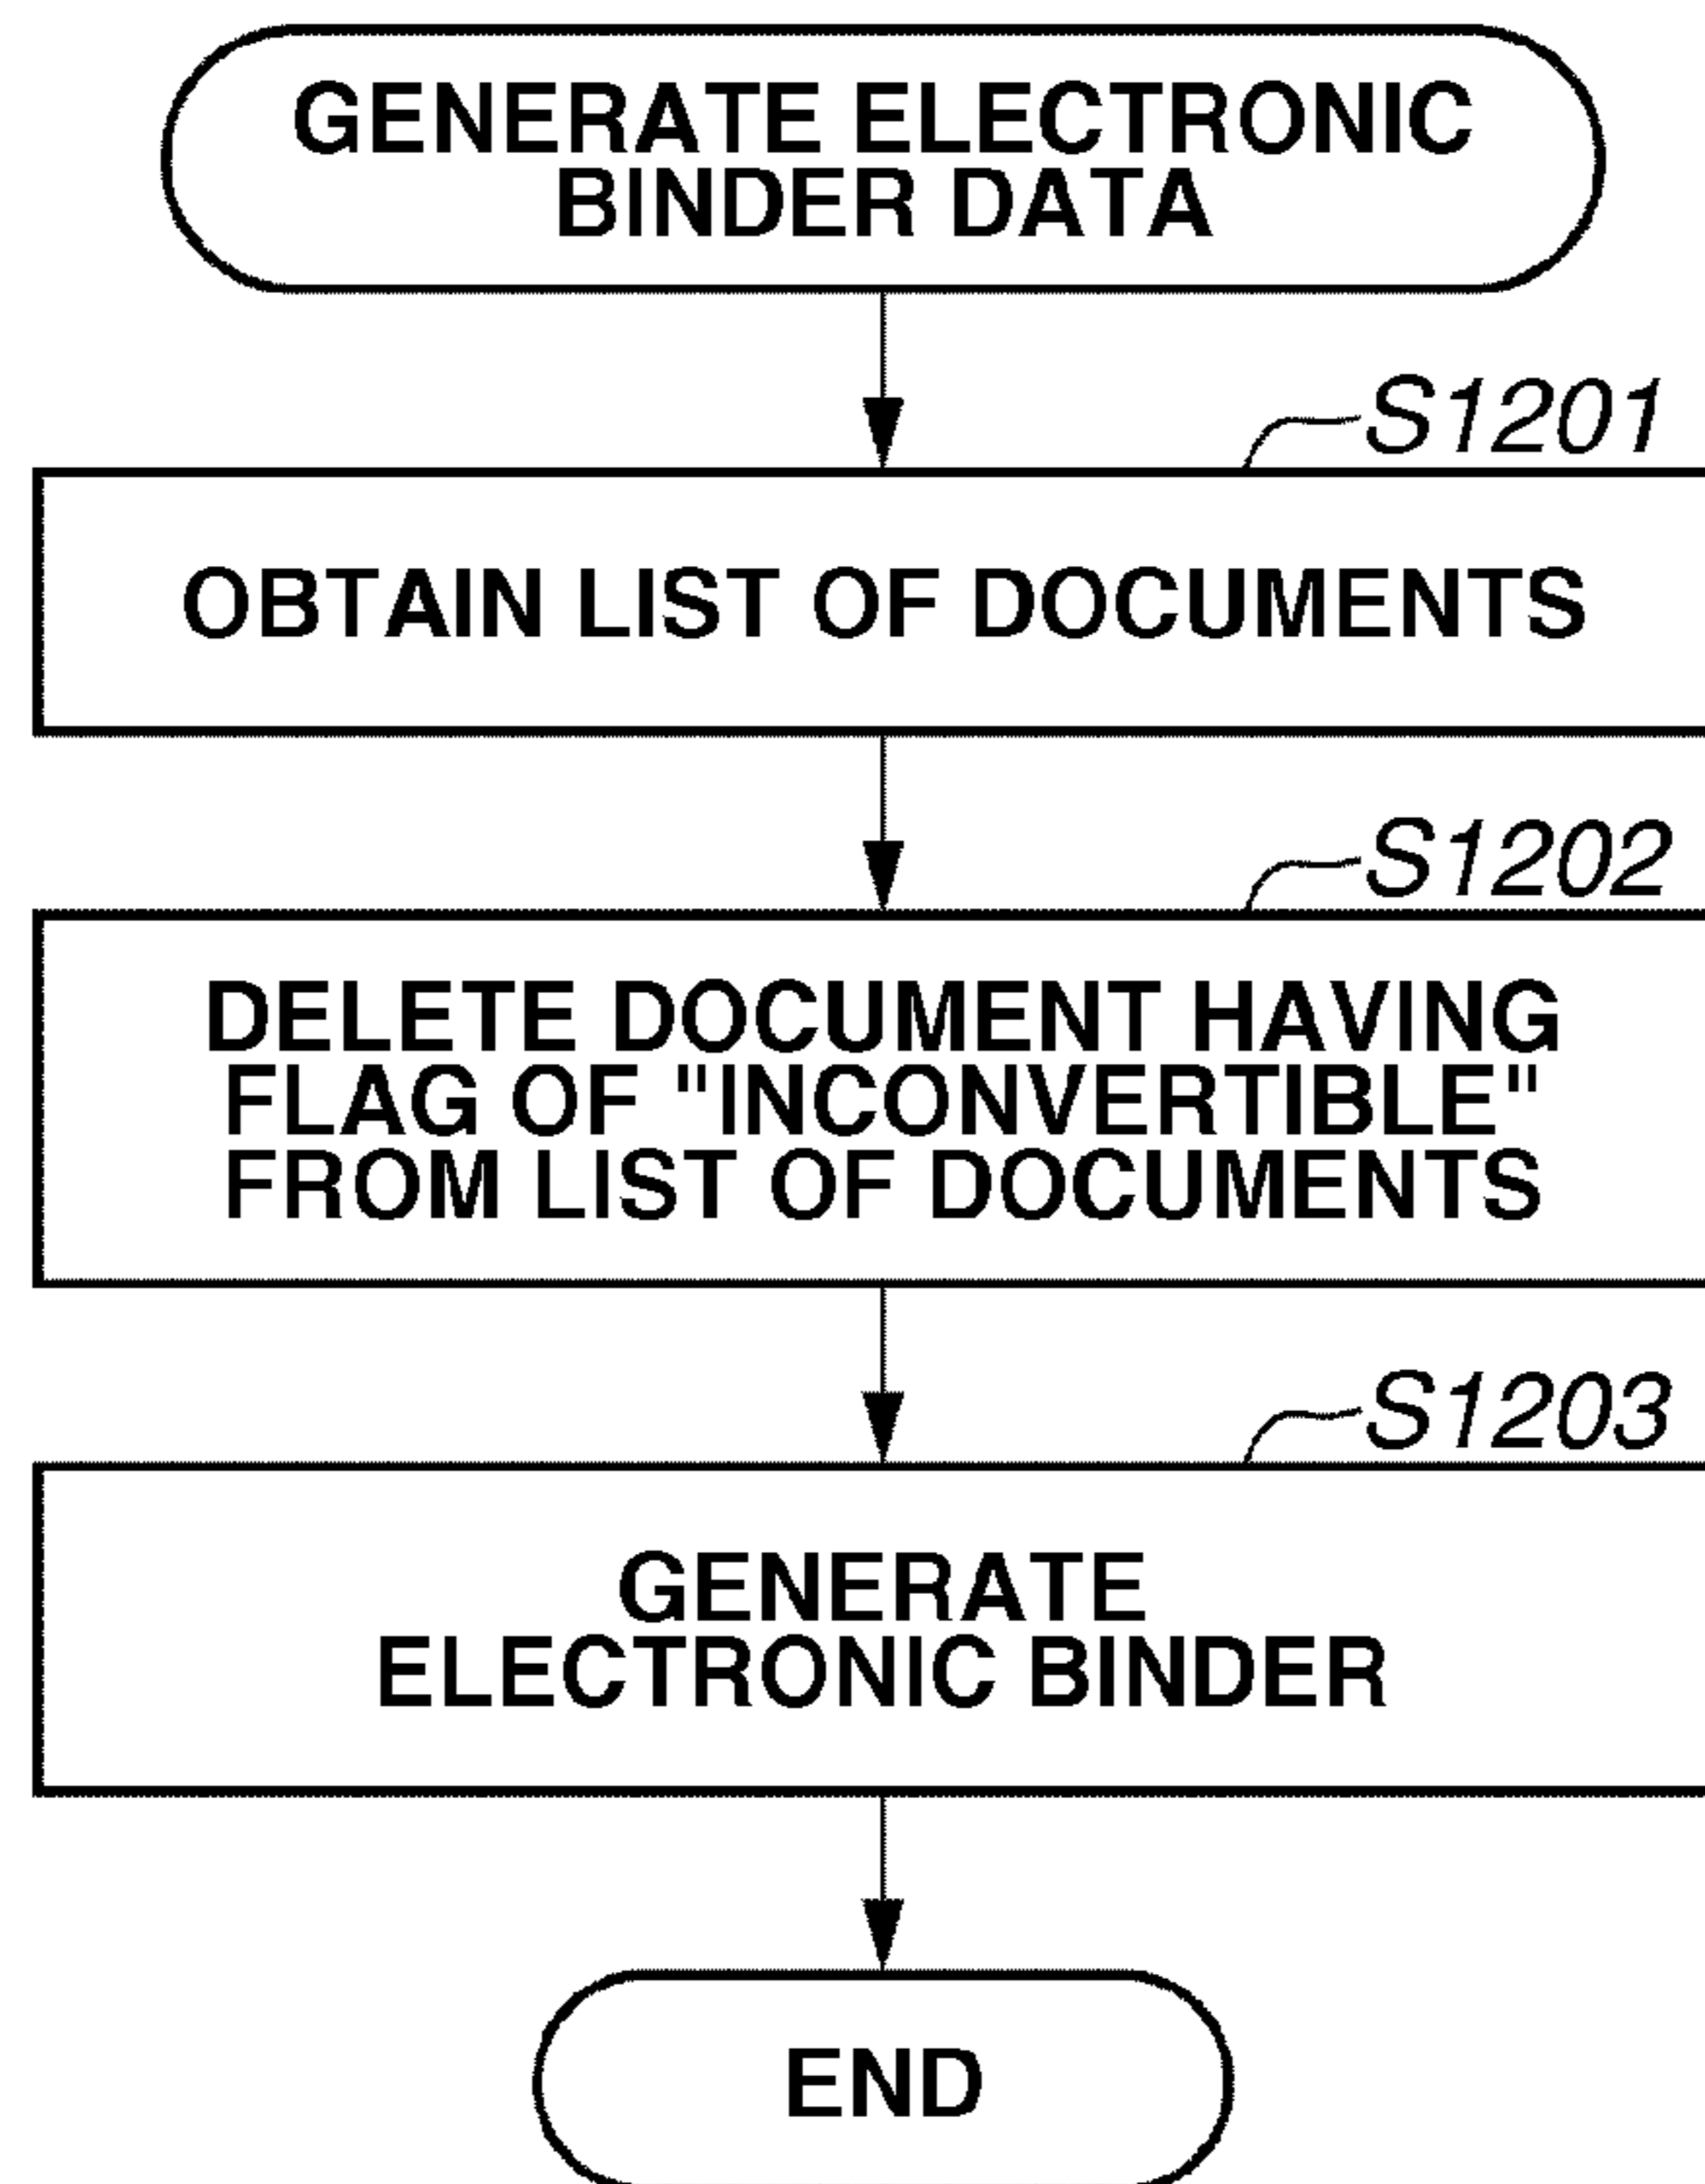 GENERATE ELECTRONIC
BINDER DATA
S1201
OBTAIN LIST OF DOCUMENTS
S1202
DELETE DOCUMENT HAVING
FLAG OF "INCONVERTIBLE"
FROM LIST OF DOCUMENTS
S1203
GENERATE
ELECTRONIC BINDER
END